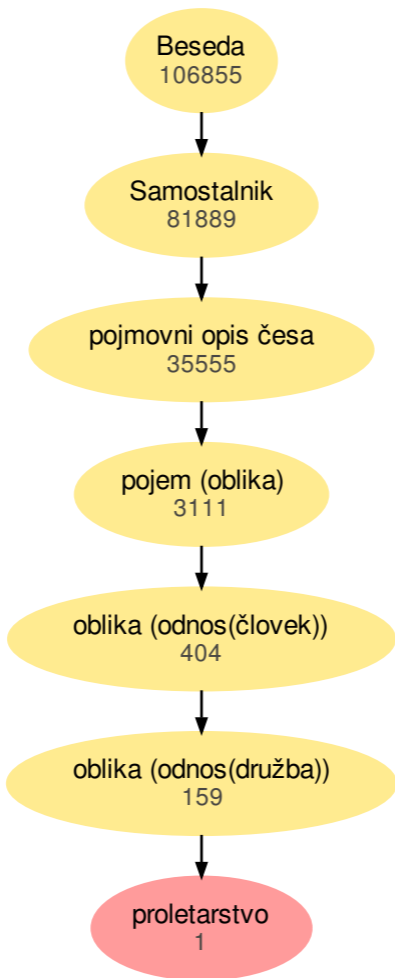 Beseda
106855
Samostalnik
81889
pojmovni opis česa
35555
pojem (oblika)
3111
oblika (odnos(človek))
404
oblika (odnos(družba))
159
proletarstvo
1